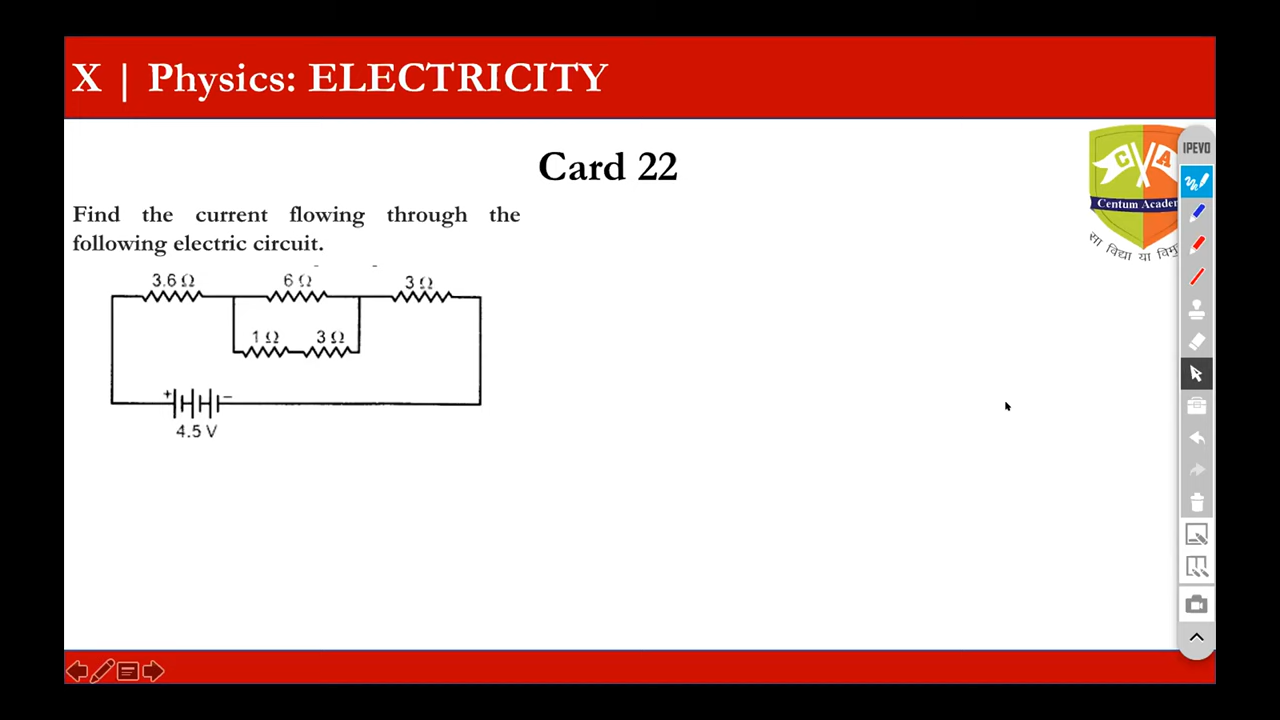 X | Physics: ELECTRICITY
Card 22
IPEVO
C A
Centum Academ
सा विद्या या विमु
Find the current flowing through the
following electric circuit.
3.6 Ω 6 Ω 3 Ω
1 Ω 3 Ω
+ −
4.5 V